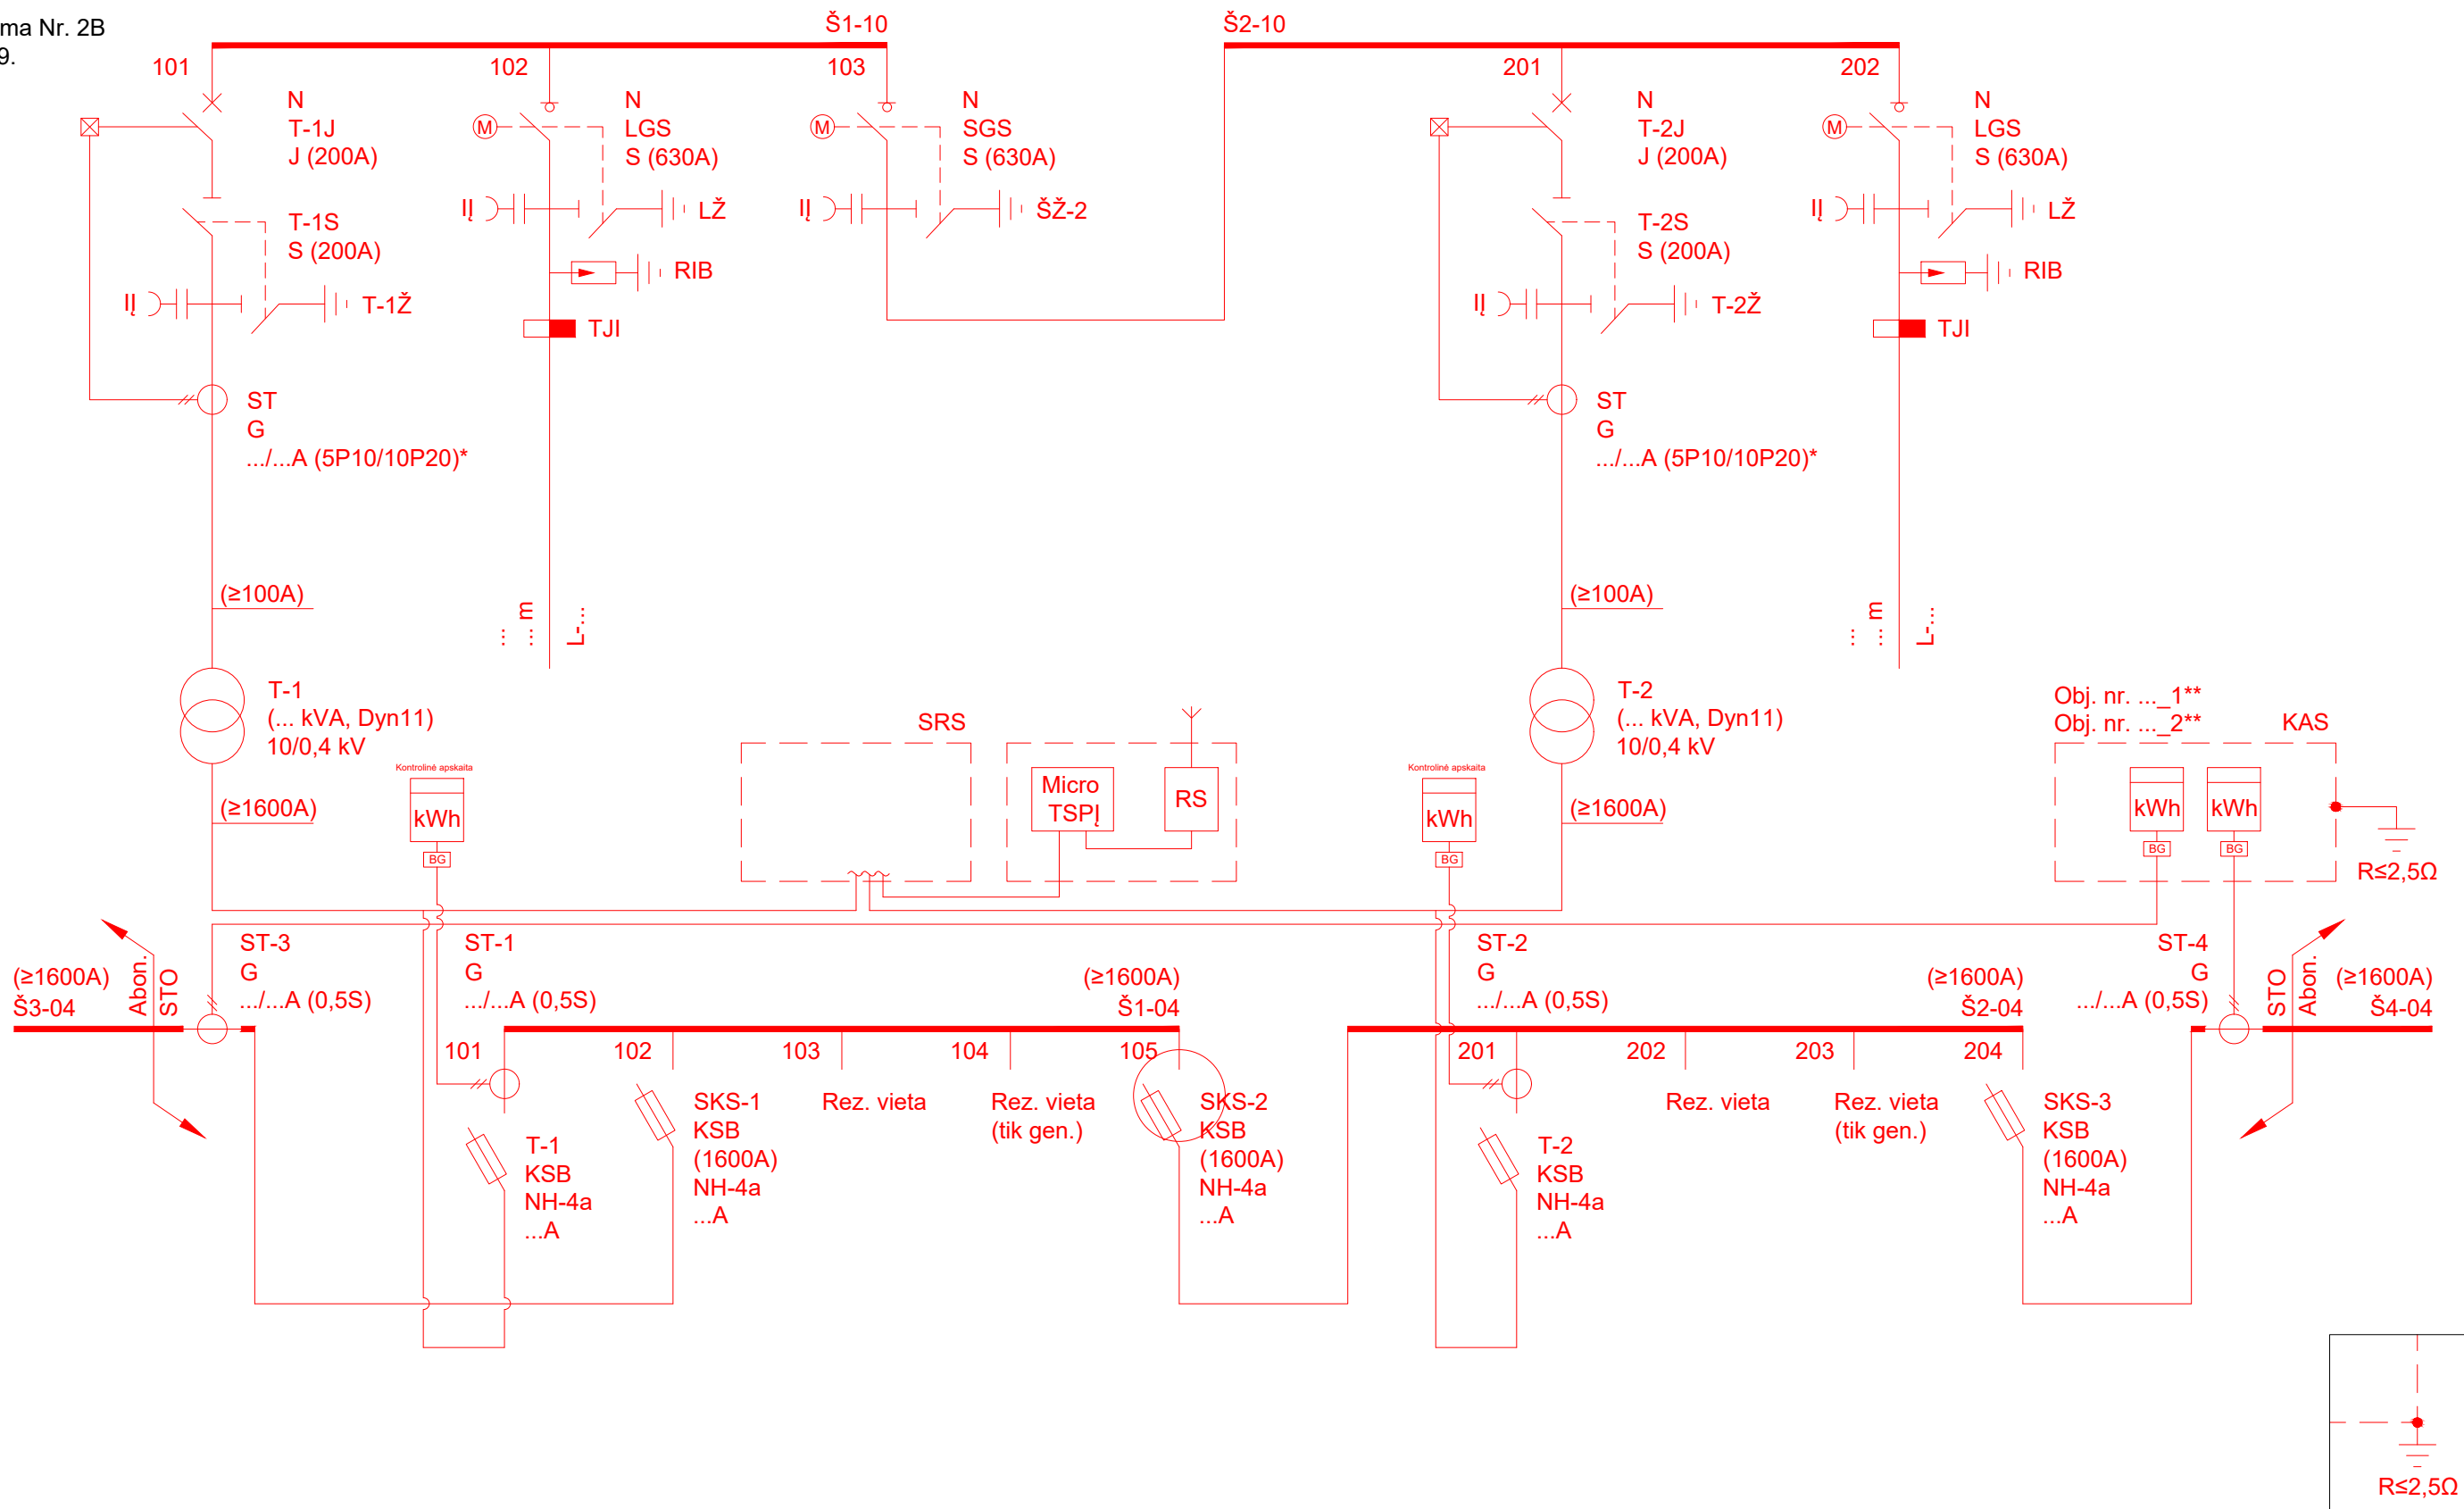 ma Nr. 2B
9.
Š1-10
Š2-10
101
102
103
201
202
N
T-1J
J (200A)
N
LGS
S (630A)
N
SGS
S (630A)
N
T-2J
J (200A)
N
LGS
S (630A)
M
M
M
T-1S
S (200A)
IĮ
LŽ
IĮ
ŠŽ-2
T-2S
S (200A)
IĮ
LŽ
IĮ
T-1Ž
RIB
TJI
IĮ
T-2Ž
RIB
TJI
ST
G
.../...A (5P10/10P20)*
ST
G
.../...A (5P10/10P20)*
(≥100A)
...
... m
L-...
(≥100A)
...
... m
L-...
T-1
(... kVA, Dyn11)
10/0,4 kV
T-2
(... kVA, Dyn11)
10/0,4 kV
Obj. nr. ..._1**
Obj. nr. ..._2**
KAS
SRS
Kontrolinė apskaita
kWh
BG
Micro
TSPĮ
RS
Kontrolinė apskaita
kWh
BG
kWh
BG
kWh
BG
R≤2,5Ω
(≥1600A)
(≥1600A)
(≥1600A)
Š3-04
Abon.
STO
ST-3
G
.../...A (0,5S)
ST-1
G
.../...A (0,5S)
(≥1600A)
Š1-04
ST-2
G
.../...A (0,5S)
(≥1600A)
Š2-04
ST-4
G
.../...A (0,5S)
STO
Abon.
(≥1600A)
Š4-04
101
102
103
104
105
201
202
203
204
T-1
KSB
NH-4a
...A
SKS-1
KSB
(1600A)
NH-4a
...A
Rez. vieta
Rez. vieta
(tik gen.)
SKS-2
KSB
(1600A)
NH-4a
...A
T-2
KSB
NH-4a
...A
Rez. vieta
Rez. vieta
(tik gen.)
SKS-3
KSB
(1600A)
NH-4a
...A
R≤2,5Ω